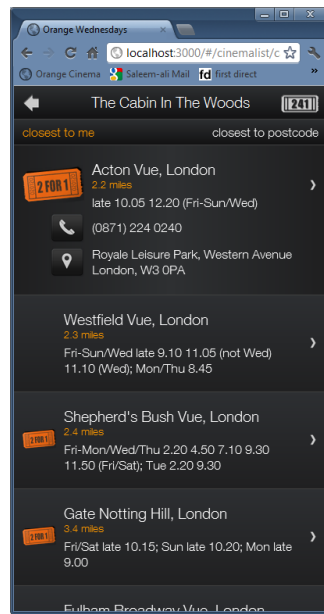 Orange Wednesdays
localhost:3000/#/cinemalist/c
Orange Cinema
Saleem-ali Mail
fd first direct
»
The Cabin In The Woods
241
closest to me
closest to postcode
Acton Vue, London
2.2 miles
2 FOR 1
late 10.05 12.20 (Fri-Sun/Wed)
(0871) 224 0240
Royale Leisure Park, Western Avenue
London, W3 0PA
Westfield Vue, London
2.3 miles
Fri-Sun/Wed late 9.10 11.05 (not Wed)
11.10 (Wed); Mon/Thu 8.45
Shepherd's Bush Vue, London
2.4 miles
2 FOR 1
Fri-Mon/Wed/Thu 2.20 4.50 7.10 9.30
11.50 (Fri/Sat); Tue 2.20 9.30
Gate Notting Hill, London
3.4 miles
2 FOR 1
Fri/Sat late 10.15; Sun late 10.20; Mon late
9.00
Fulham Broadway Vue, London